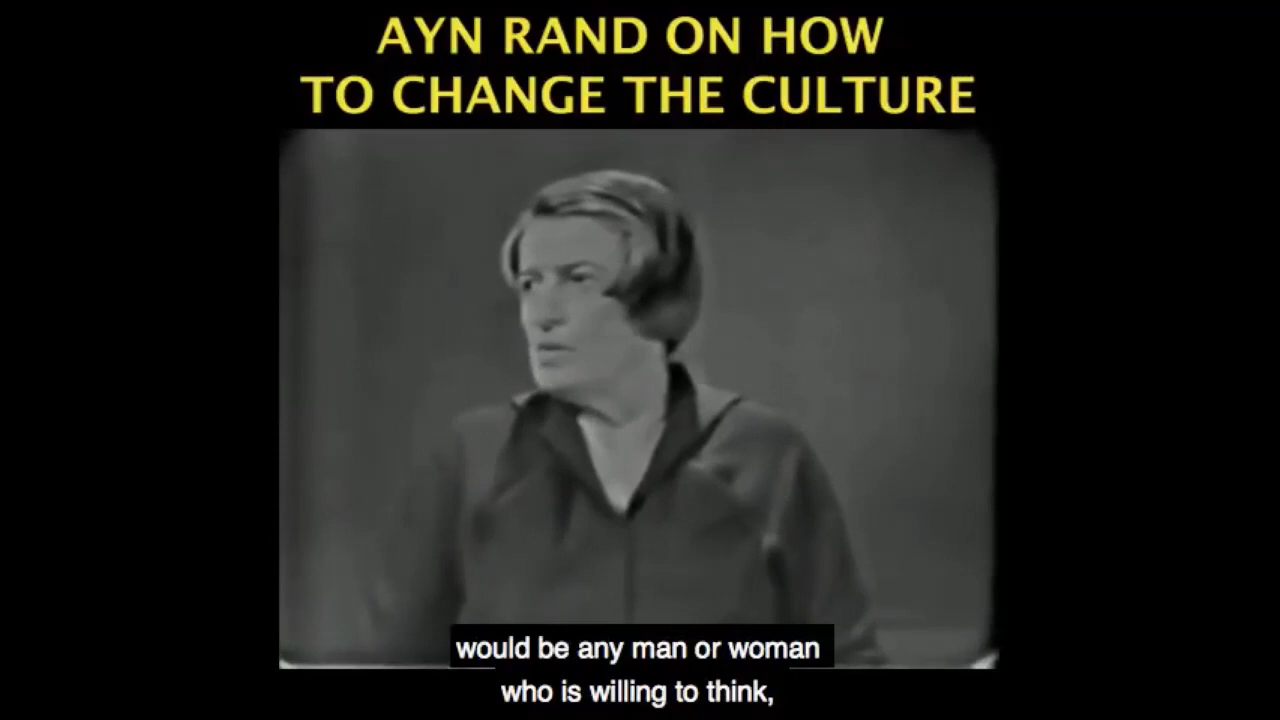 AYN RAND ON HOW
TO CHANGE THE CULTURE
would be any man or woman
who is willing to think,